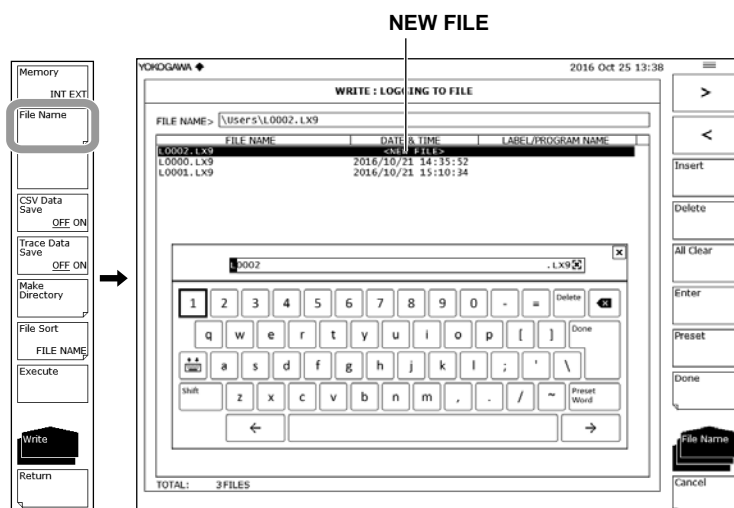 NEW FILE
Memory
INT EXT
File Name
CSV Data
Save
OFF ON
Trace Data
Save
OFF ON
Make
Directory
File Sort
FILE NAME
Execute
Write
Return
YOKOGAWA
2016 Oct 25 13:38
WRITE : LOGGING TO FILE
FILE NAME> \Users\L0002.LX9
FILE NAME DATE & TIME LABEL/PROGRAM NAME
L0002.LX9 <NEW FILE>
L0000.LX9 2016/10/21 14:35:52
L0001.LX9 2016/10/21 15:10:34
L0002 .LX9
1 2 3 4 5 6 7 8 9 0 - = Delete
q w e r t y u i o p [ ] Done
a s d f g h j k l ; ' \
Shift z x c v b n m , . / ~ Preset Word
← →
TOTAL: 3FILES
>
<
Insert
Delete
All Clear
Enter
Preset
Done
File Name
Cancel